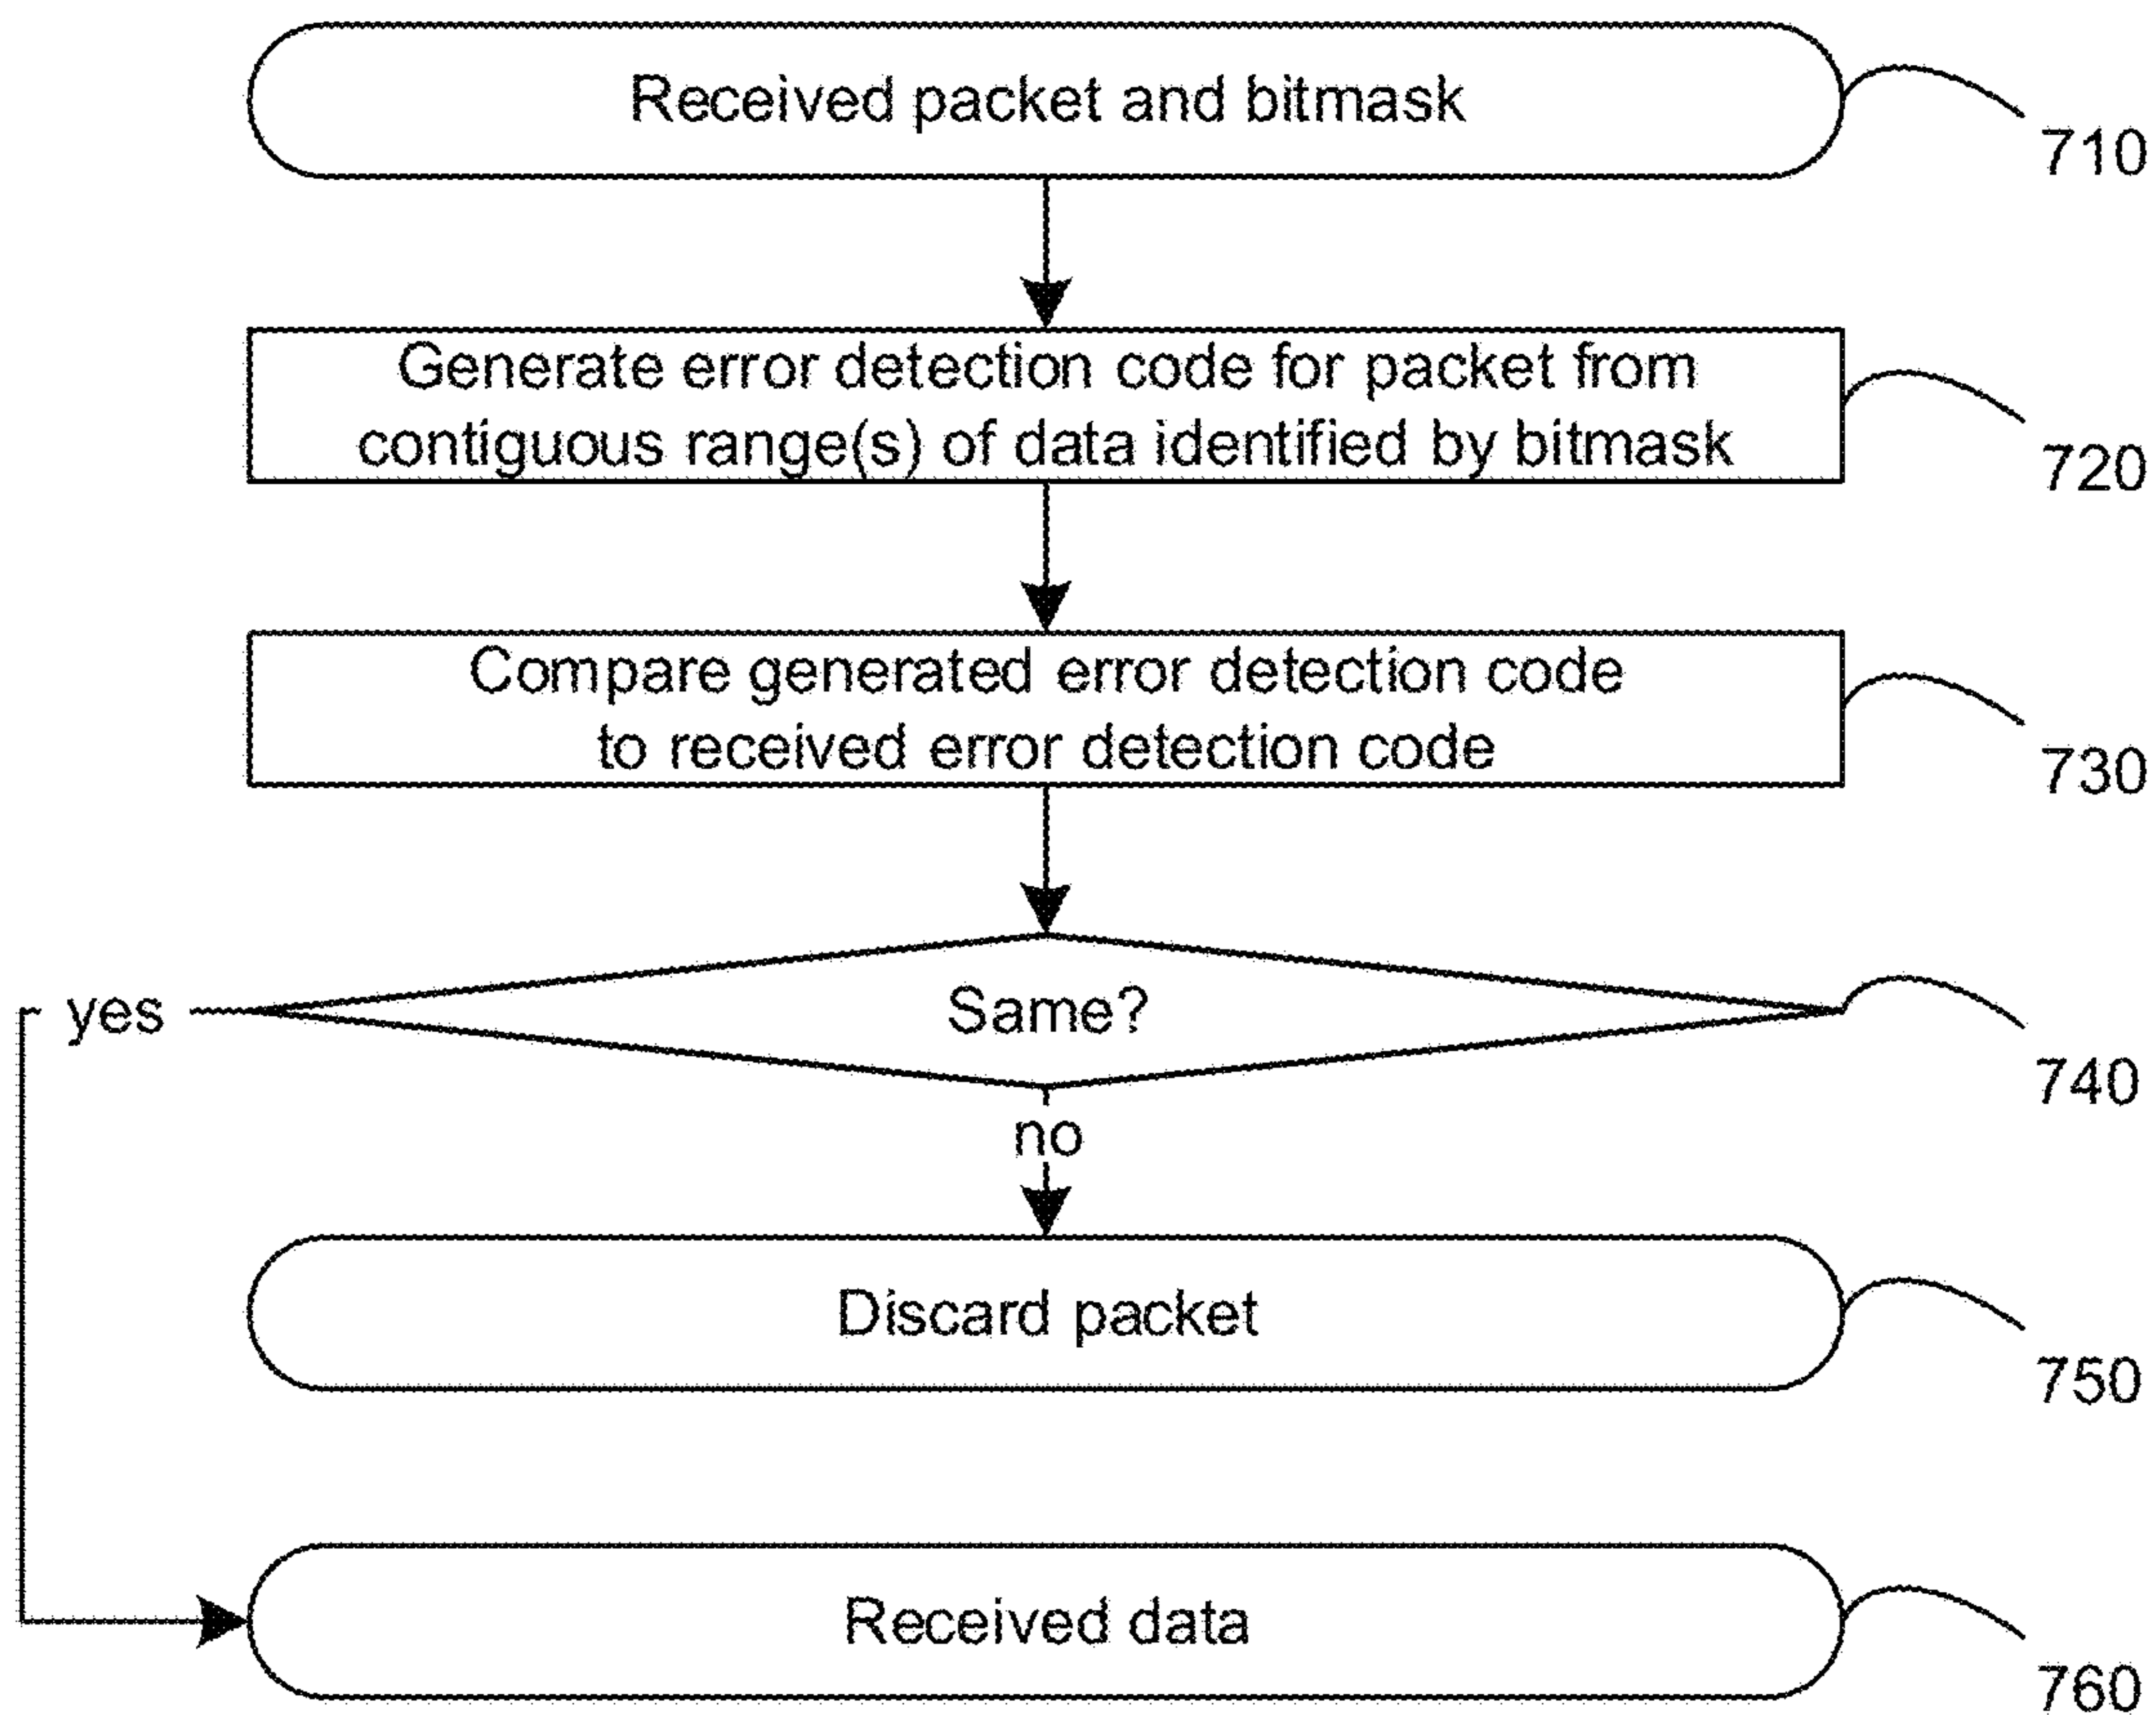 Received packet and bitmask
710
Generate error detection code for packet from
contiguous range(s) of data identified by bitmask
720
Compare generated error detection code
to received error detection code
730
yes
Same?
740
no
Discard packet
750
Received data
760